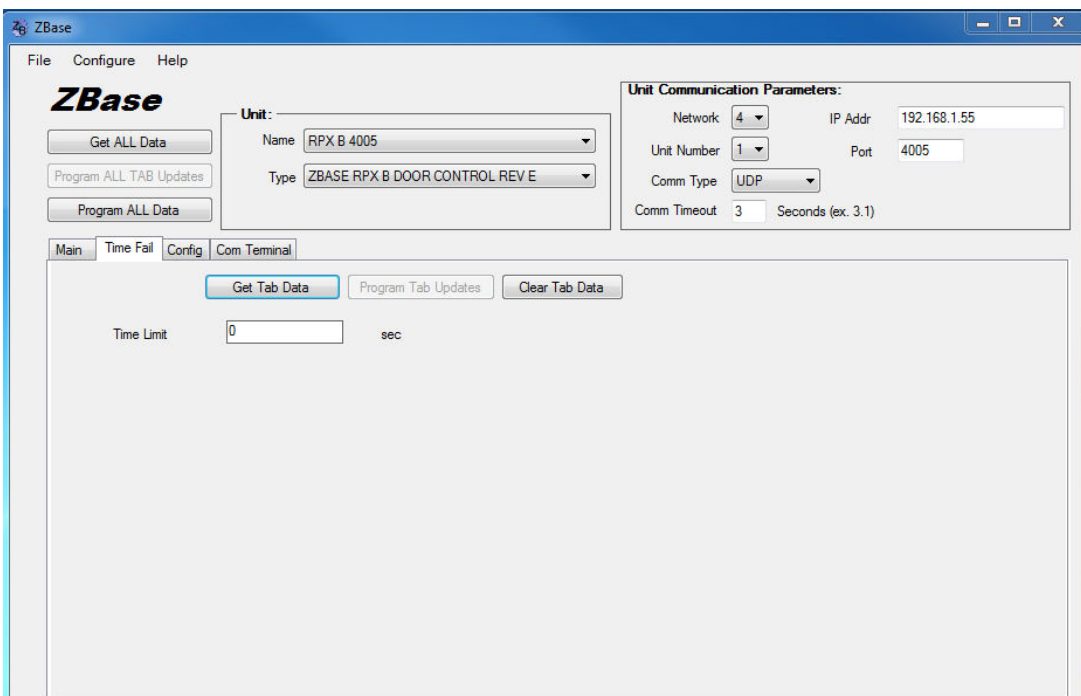 ZBase
File Configure Help
ZBase
Get ALL Data
Program ALL TAB Updates
Program ALL Data
Unit:
Name RPX B 4005
Type ZBASE RPX B DOOR CONTROL REV E
Unit Communication Parameters:
Network 4 IP Addr 192.168.1.55
Unit Number 1 Port 4005
Comm Type UDP
Comm Timeout 3 Seconds (ex. 3.1)
Main Time Fail Config Com Terminal
Get Tab Data Program Tab Updates Clear Tab Data
Time Limit 0 sec